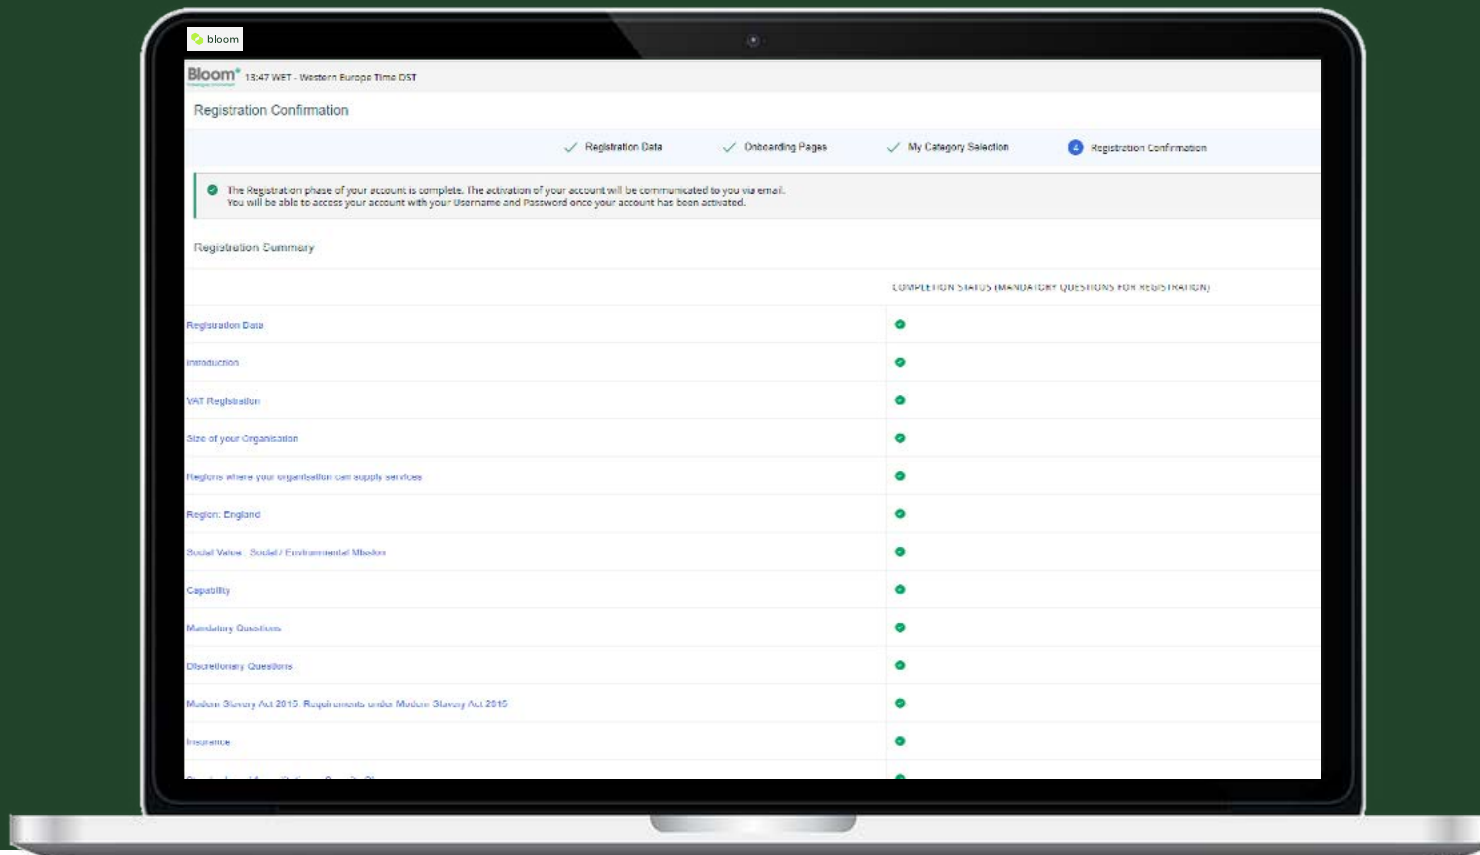 bloom
Bloom 13:47 WET - Western Europe Time DST
Registration Confirmation
Registration Data Onboarding Pages My Category Selection 4 Registration Confirmation
The Registration phase of your account is complete. The activation of your account will be communicated to you via email.
You will be able to access your account with your Username and Password once your account has been activated.
Registration Summary
COMPLETION STATUS (MANDATORY QUESTIONS FOR REGISTRATION)
Registration Data
Introduction
VAT Registration
Size of your Organisation
Regions where your organisation can supply services
Region: England
Social Value : Social / Environmental Mission
Capability
Mandatory Questions
Discretionary Questions
Modern Slavery Act 2015: Requirements under Modern Slavery Act 2015
Insurance